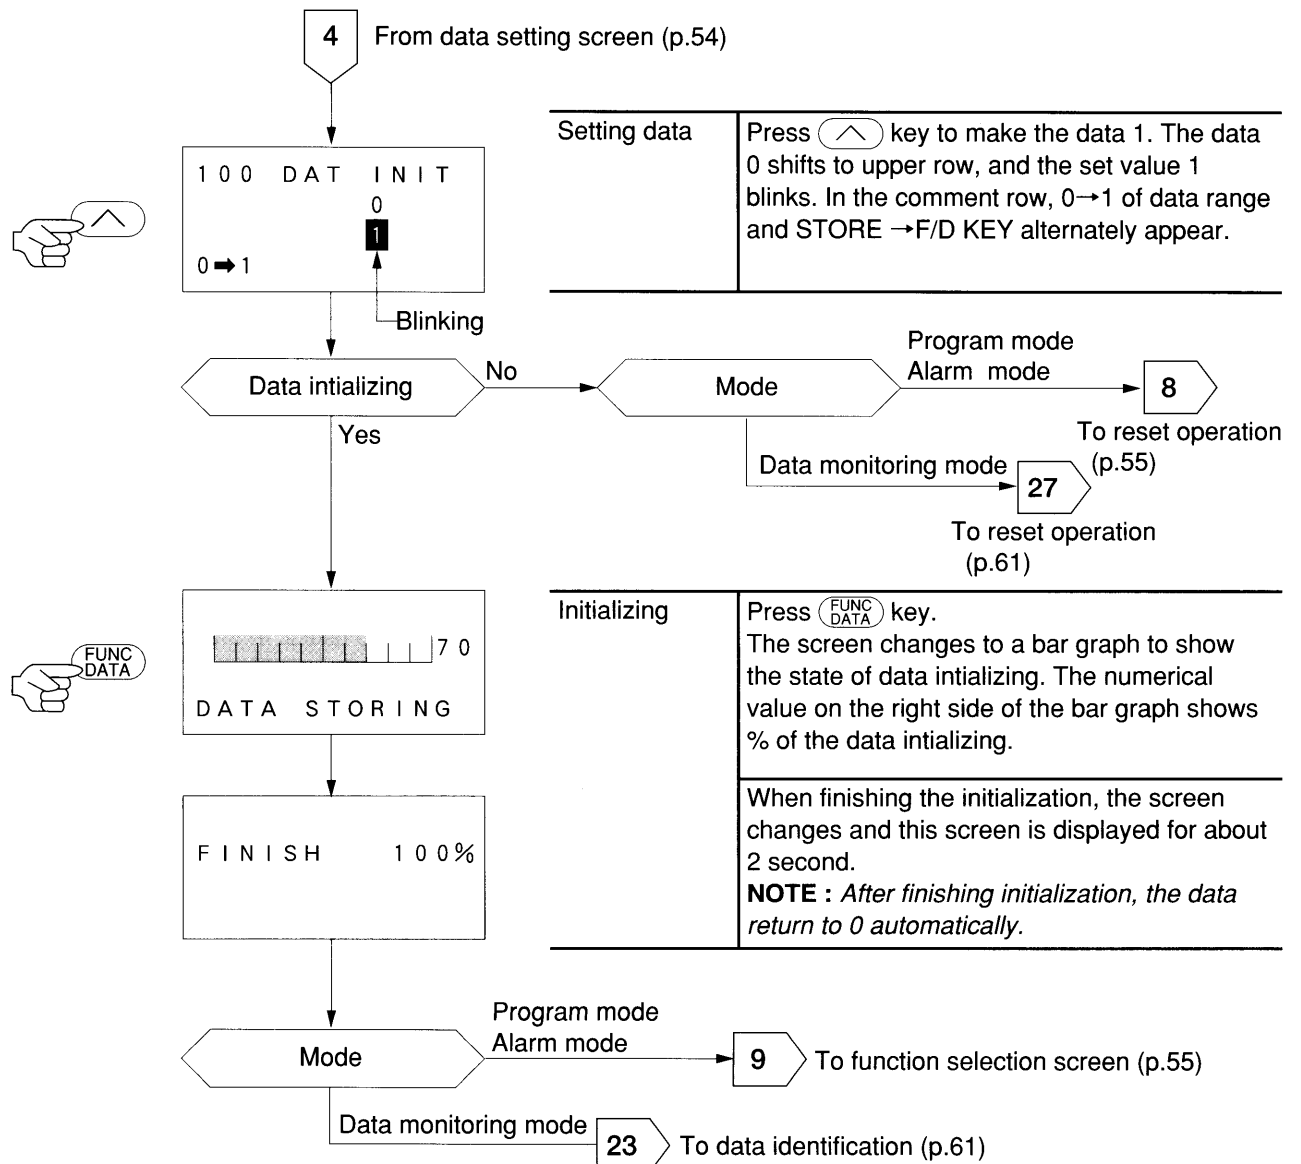 4 From data setting screen (p.54)
100 DAT INIT
0
1
0➡1
Blinking
Setting data
Press ︿ key to make the data 1. The data
0 shifts to upper row, and the set value 1
blinks. In the comment row, 0→1 of data range
and STORE →F/D KEY alternately appear.
Data intializing
No
Yes
Mode
Program mode
Alarm mode
8
To reset operation
(p.55)
Data monitoring mode
27
To reset operation
(p.61)
FUNC
DATA
70
DATA STORING
Initializing
Press FUNC DATA key.
The screen changes to a bar graph to show
the state of data intializing. The numerical
value on the right side of the bar graph shows
% of the data intializing.
FINISH 100%
When finishing the initialization, the screen
changes and this screen is displayed for about
2 second.
NOTE : After finishing initialization, the data
return to 0 automatically.
Mode
Program mode
Alarm mode
9 To function selection screen (p.55)
Data monitoring mode
23 To data identification (p.61)